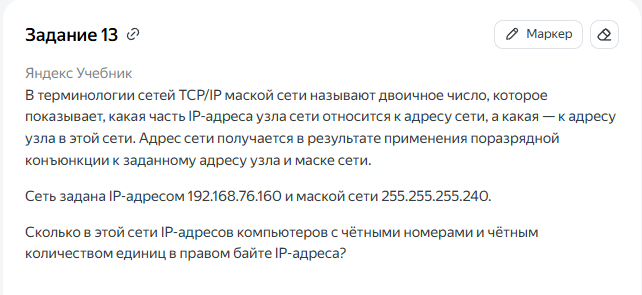 Задание 13
Маркер
Яндекс Учебник
В терминологии сетей TCP/IP маской сети называют двоичное число, которое
показывает, какая часть IP-адреса узла сети относится к адресу сети, а какая — к адресу
узла в этой сети. Адрес сети получается в результате применения поразрядной
конъюнкции к заданному адресу узла и маске сети.
Сеть задана IP-адресом 192.168.76.160 и маской сети 255.255.255.240.
Сколько в этой сети IP-адресов компьютеров с чётными номерами и чётным
количеством единиц в правом байте IP-адреса?